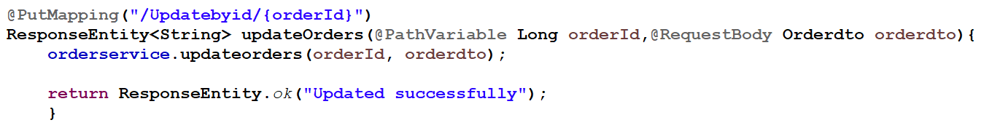 @PutMapping("/Updatebyid/{orderId}")
ResponseEntity<String> updateOrders(@PathVariable Long orderId,@RequestBody Orderdto orderdto){
orderservice.updateorders(orderId, orderdto);
return ResponseEntity.ok("Updated successfully");
}